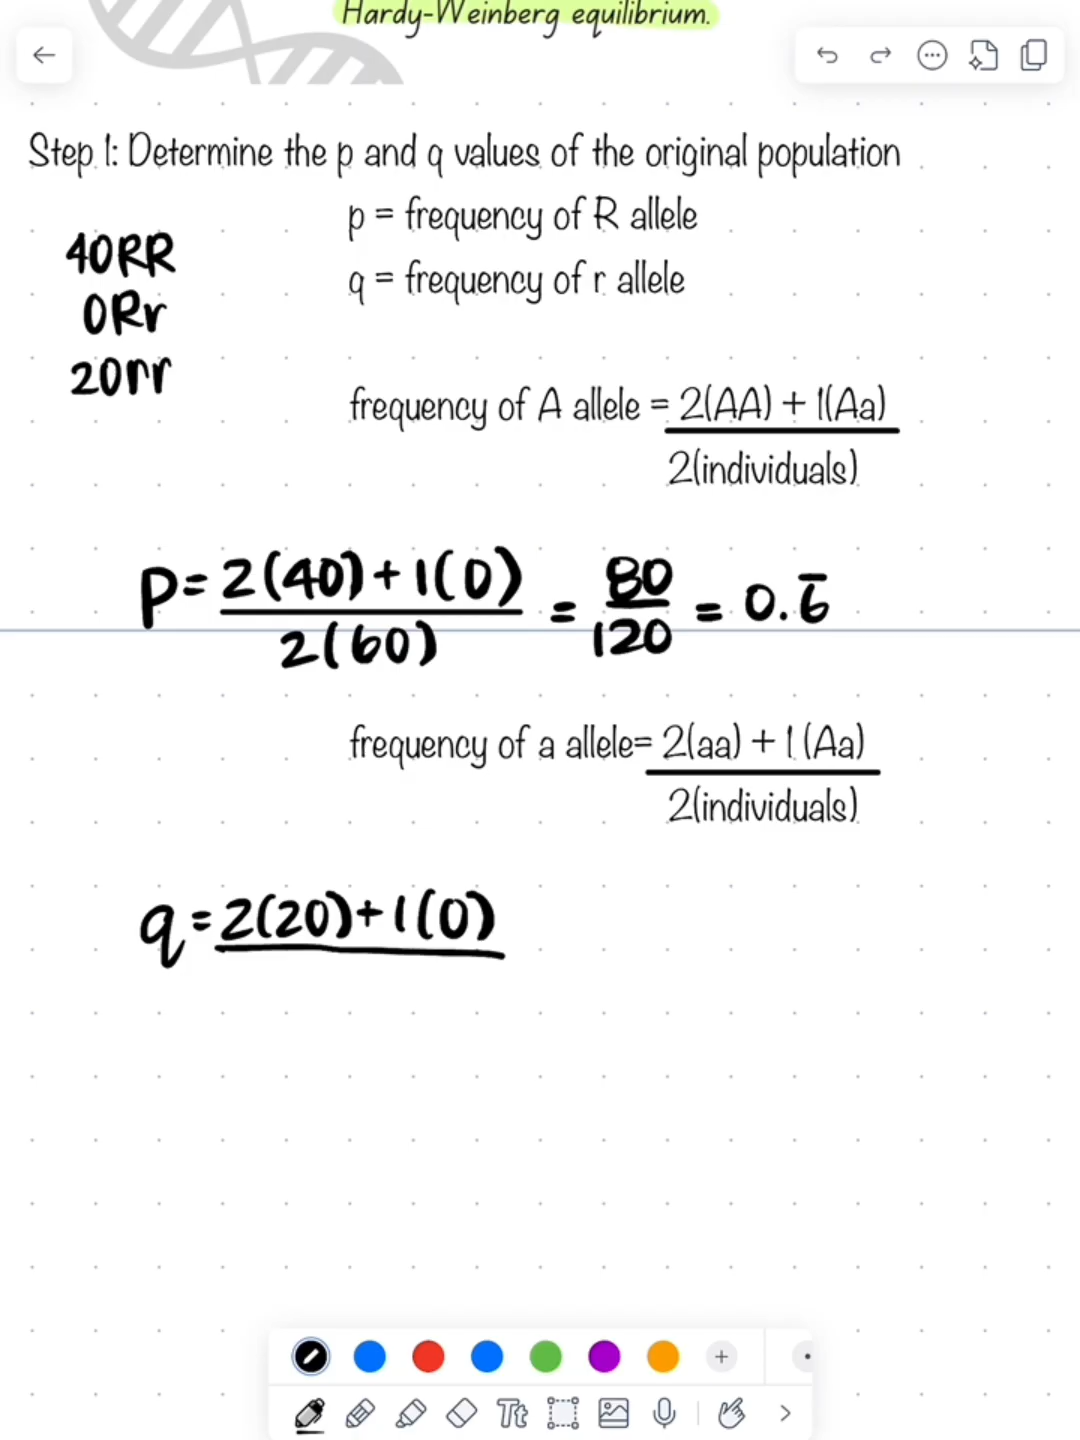 Hardy-Weinberg equilibrium.
Step 1: Determine the p and q values of the original population
p = frequency of R allele
q = frequency of r allele
40RR
0Rr
20rr
frequency of A allele = 2(AA) + 1(Aa)
2(individuals)
p = 2(40) + 1(0) = 80 = 0.6̅
2(60) 120
frequency of a allele= 2(aa) + 1 (Aa)
2(individuals)
q = 2(20) + 1(0)
Tt